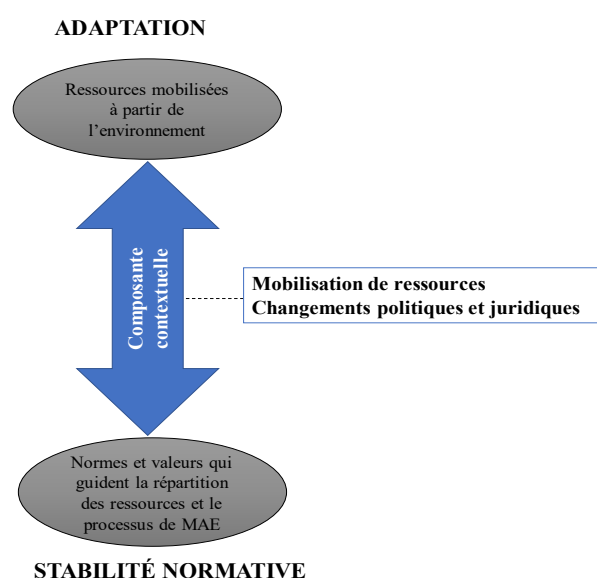 ADAPTATION
Ressources mobilisées
à partir de
l’environnement
Composante
contextuelle
Mobilisation de ressources
Changements politiques et juridiques
Normes et valeurs qui
guident la répartition
des ressources et le
processus de MAE
STABILITÉ NORMATIVE